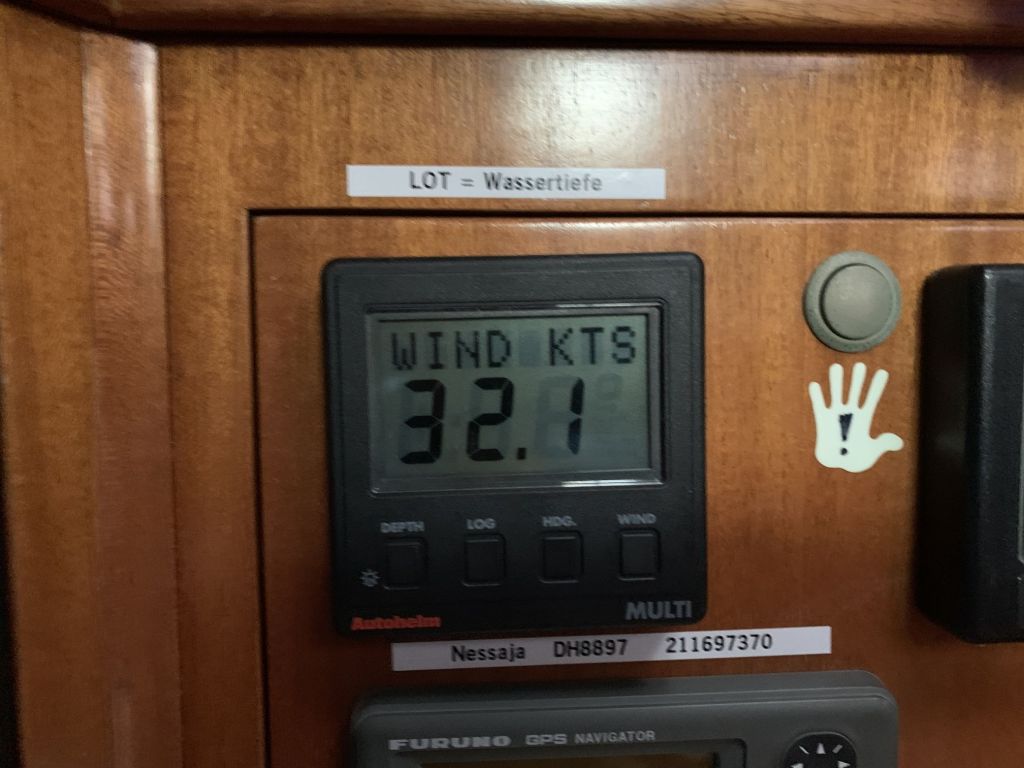 LOT = Wassertiefe
WIND KTS
32.1
!
DEPTH LOG HDG. WIND
Autohelm MULTI
Nessaja DH8897 211697370
FURUNO GPS NAVIGATOR